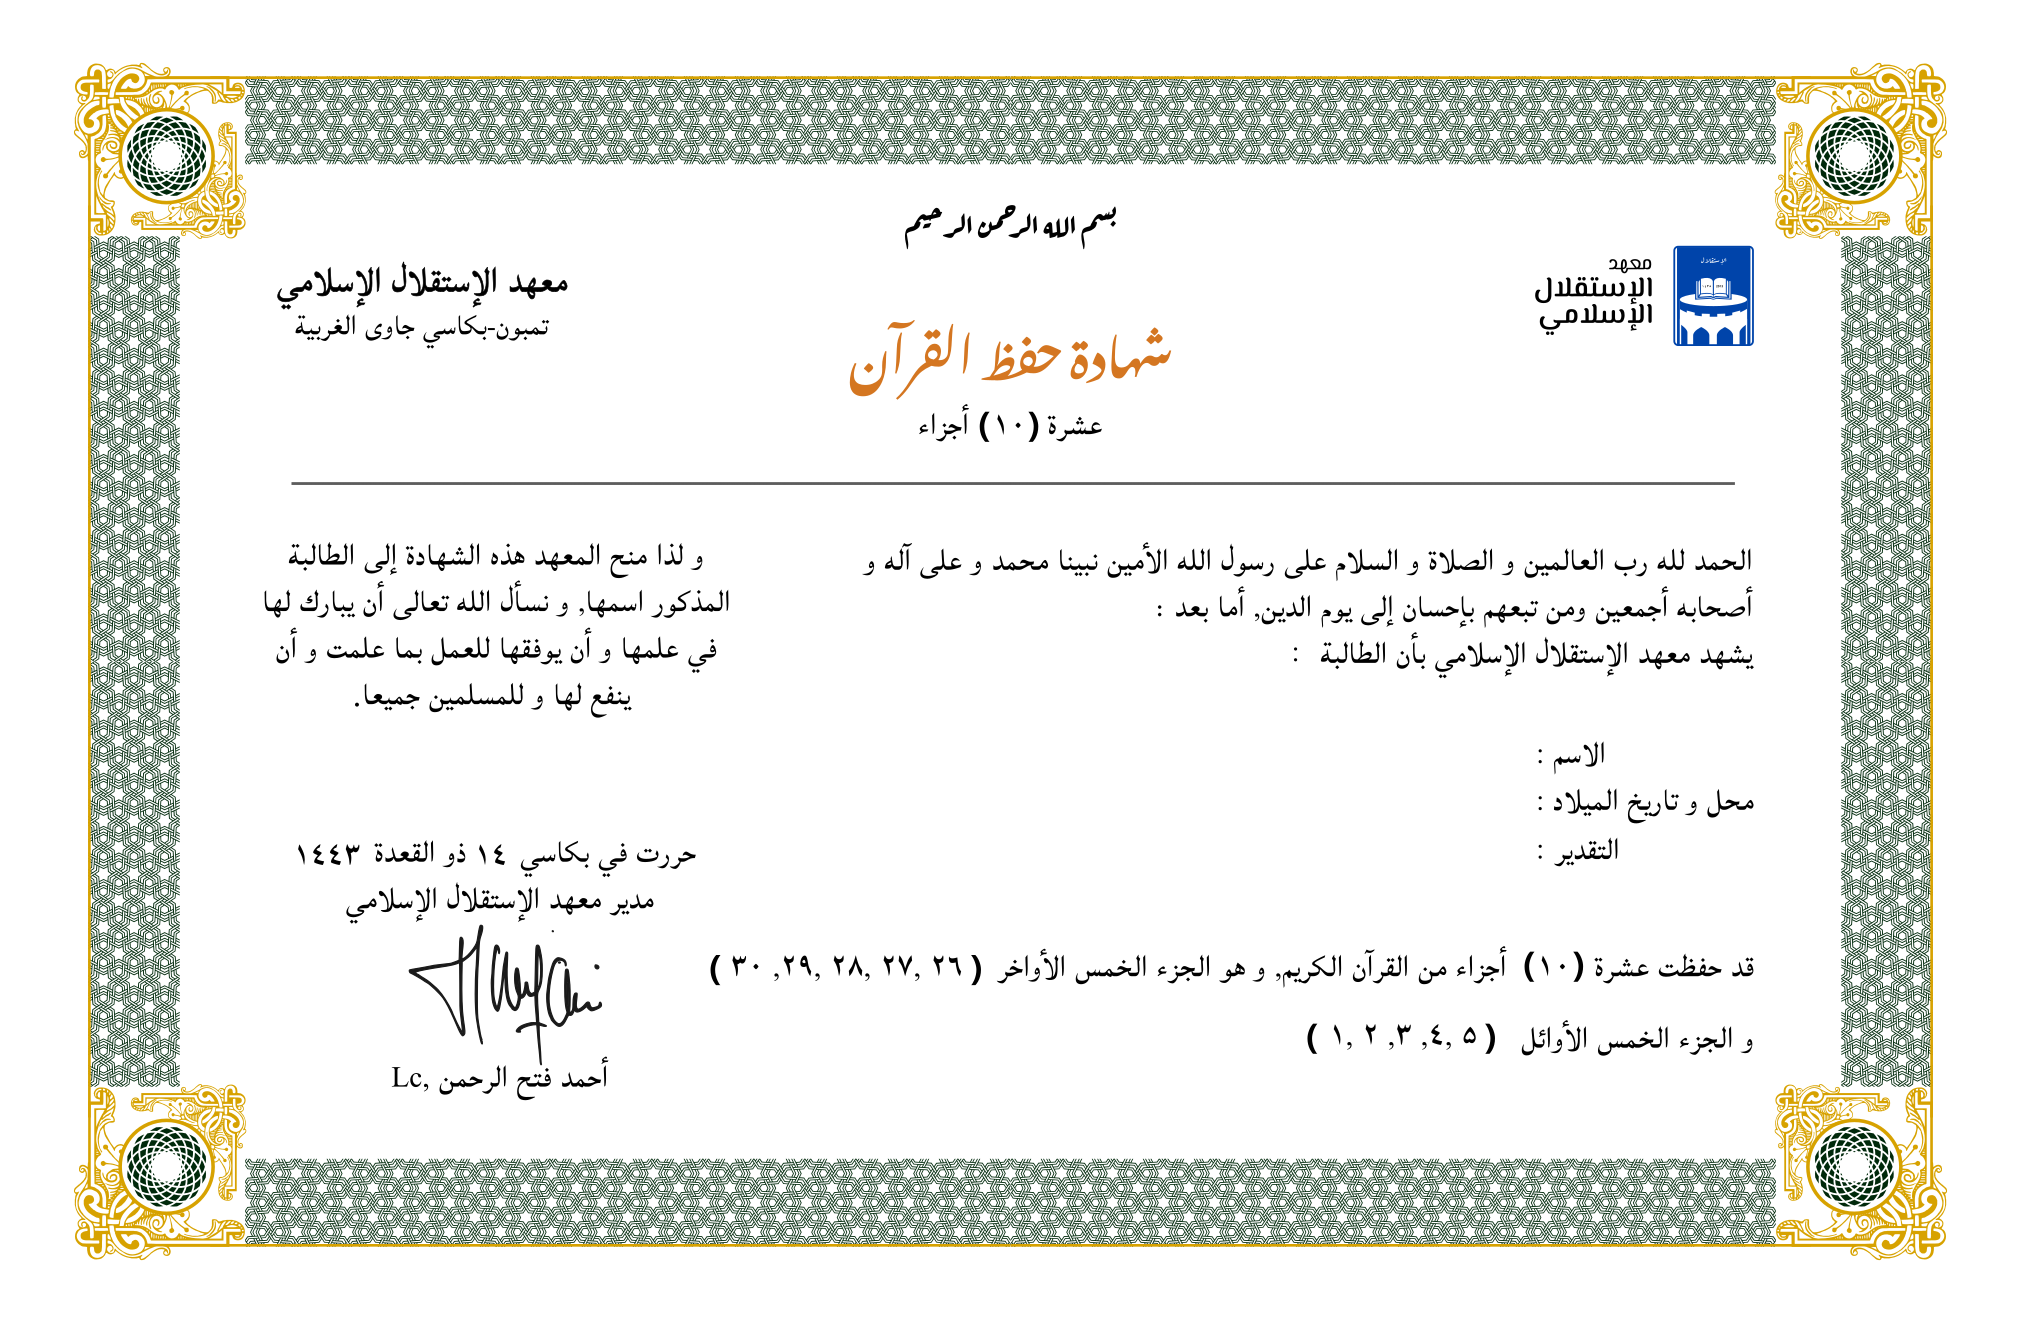 بسم الله الرحمن الرحيم
معهد
الإستقلال
الإسلامي
الإستقلال
معهد الإستقلال الإسلامي
تمبون-بكاسي جاوى الغربية
شهادة حفظ القرآن
عشرة (١٠) أجزاء
الحمد لله رب العالمين و الصلاة و السلام على رسول الله الأمين نبينا محمد و على آله و
أصحابه أجمعين ومن تبعهم بإحسان إلى يوم الدين, أما بعد :
يشهد معهد الإستقلال الإسلامي بأن الطالبة :
الاسم :
محل و تاريخ الميلاد :
التقدير :
قد حفظت عشرة (١٠) أجزاء من القرآن الكريم, و هو الجزء الخمس الأواخر ( ٢٦ ,٢٧ ,٢٨ ,٢٩, ٣٠ )
و الجزء الخمس الأوائل ( ٥ ,٤, ٣, ٢ ,١ )
و لذا منح المعهد هذه الشهادة إلى الطالبة
المذكور اسمها, و نسأل الله تعالى أن يبارك لها
في علمها و أن يوفقها للعمل بما علمت و أن
ينفع لها و للمسلمين جميعا.
حررت في بكاسي ١٤ ذو القعدة ١٤٤٣
مدير معهد الإستقلال الإسلامي
أحمد فتح الرحمن ,Lc